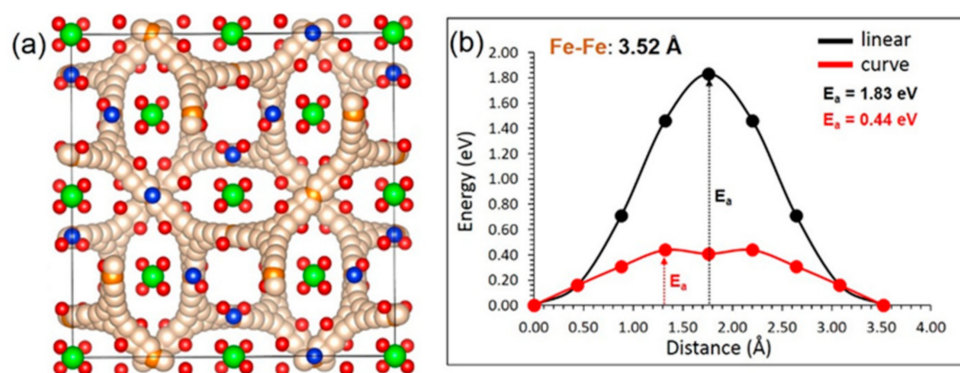 (a)
(b)
Fe-Fe: 3.52 Å
linear
curve
Eₐ = 1.83 eV
Eₐ = 0.44 eV
Energy (eV)
2.00
1.80
1.60
1.40
1.20
1.00
0.80
0.60
0.40
0.20
0.00
Eₐ
Eₐ
0.00 0.50 1.00 1.50 2.00 2.50 3.00 3.50 4.00
Distance (Å)